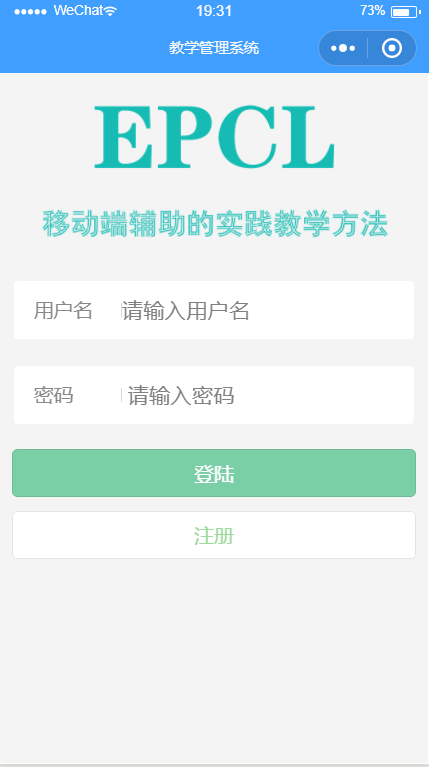 WeChat 19:31 73%
教学管理系统
EPCL
移动端辅助的实践教学方法
用户名 请输入用户名
密码 请输入密码
登陆
注册